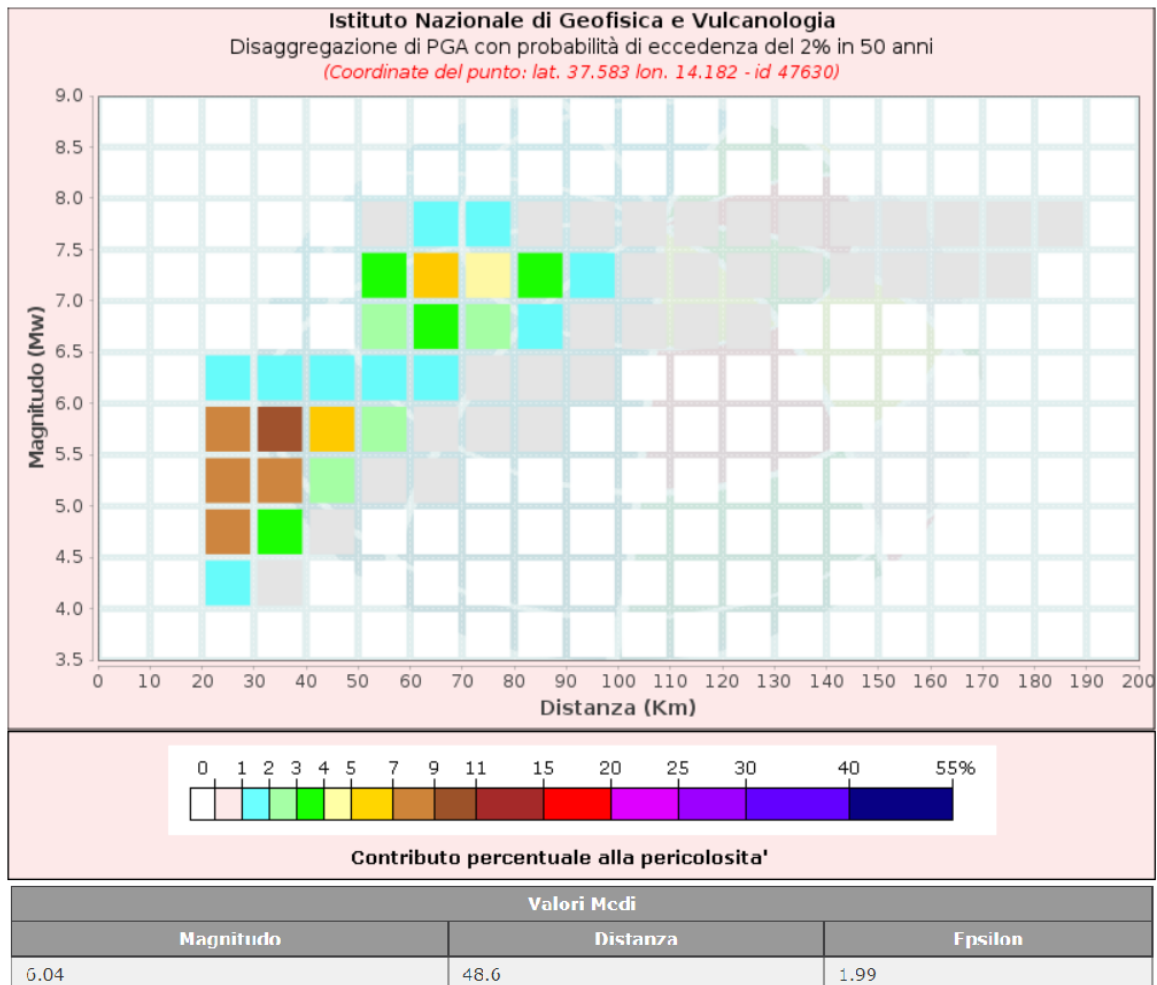 Istituto Nazionale di Geofisica e Vulcanologia
Disaggregazione di PGA con probabilità di eccedenza del 2% in 50 anni
(Coordinate del punto: lat. 37.583 lon. 14.182 - id 47630)
9.0
8.5
8.0
7.5
7.0
6.5
6.0
5.5
5.0
4.5
4.0
3.5
Magnitudo (Mw)
0 10 20 30 40 50 60 70 80 90 100 110 120 130 140 150 160 170 180 190 200
Distanza (Km)
0 1 2 3 4 5 7 9 11 15 20 25 30 40 55%
Contributo percentuale alla pericolosita'
Valori Medi
Magnitudo Distanza Epsilon
6.04 48.6 1.99